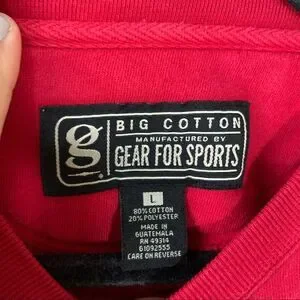 g
BIG COTTON
MANUFACTURED BY
GEAR FOR SPORTS
L
80% COTTON
20% POLYESTER
MADE IN
GUATEMALA
RN 49314
61092555
CARE ON REVERSE